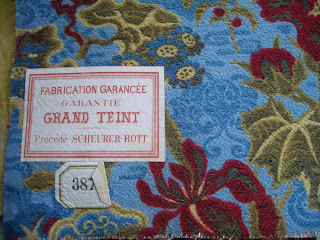 FABRICATION GARANCÉE
GARANTIE
GRAND TEINT
Procédé SCHEURER-ROTT
387